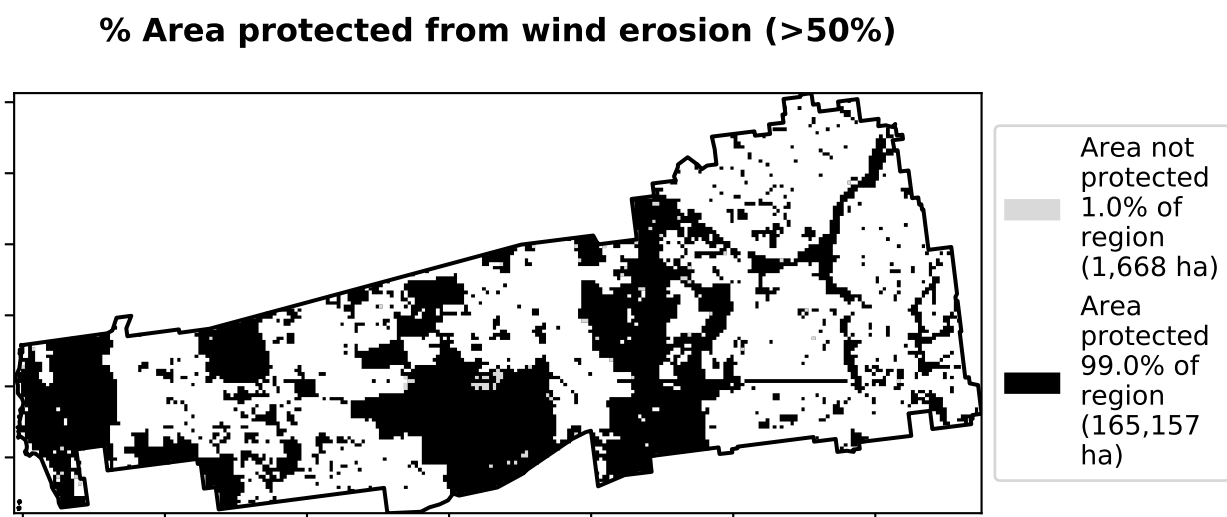 % Area protected from wind erosion (>50%)
Area not
protected
1.0% of
region
(1,668 ha)
Area
protected
99.0% of
region
(165,157
ha)